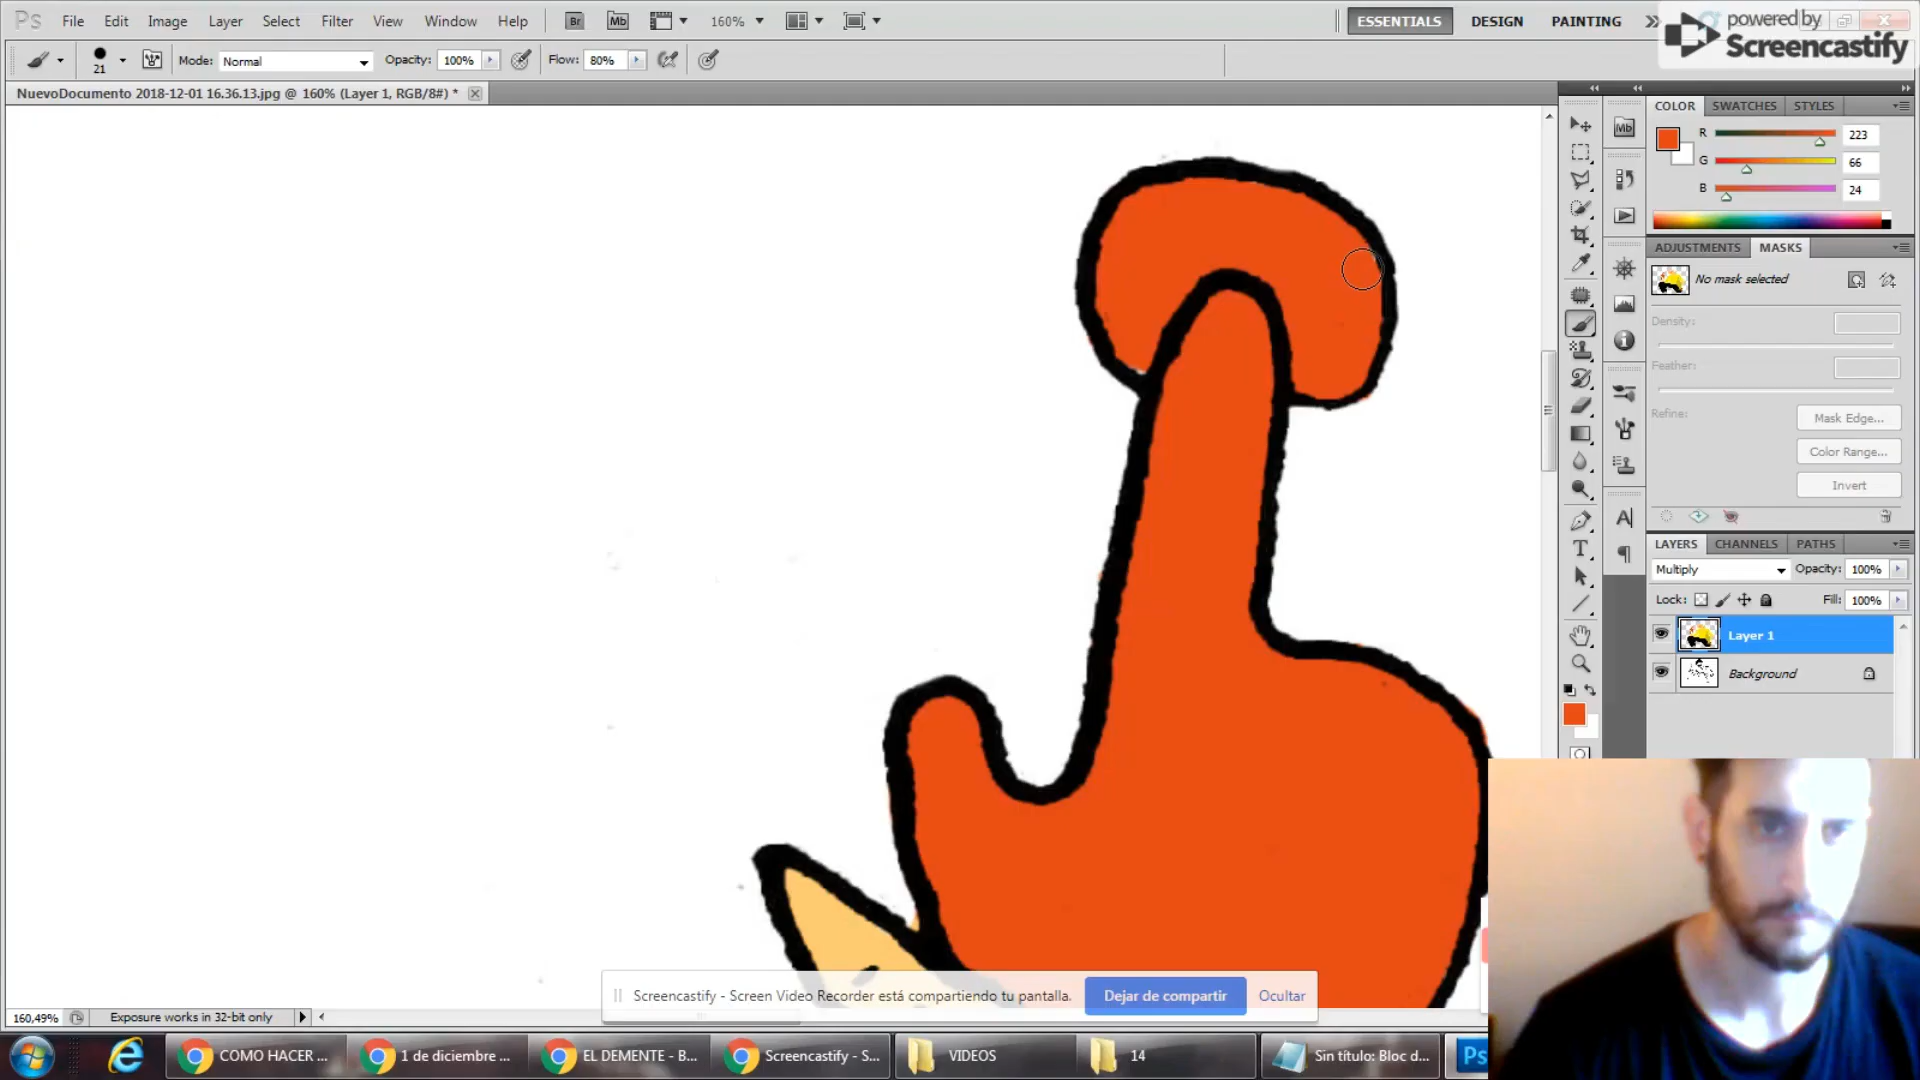 Ps File Edit Image Layer Select Filter View Window Help Br Mb 160% ESSENTIALS DESIGN PAINTING
powered by
Screencastify
21 Mode: Normal Opacity: 100% Flow: 80%
NuevoDocumento 2018-12-01 16.36.13.jpg @ 160% (Layer 1, RGB/8#) *
COLOR SWATCHES STYLES
Mb
R 223
G 66
B 24
ADJUSTMENTS MASKS
No mask selected
Density:
Feather:
Refine: Mask Edge...
Color Range...
Invert
LAYERS CHANNELS PATHS
Multiply Opacity: 100%
Lock: Fill: 100%
Layer 1
Background
Screencastify - Screen Video Recorder está compartiendo tu pantalla. Dejar de compartir Ocultar
160,49% Exposure works in 32-bit only
COMO HACER ... 1 de diciembre ... EL DEMENTE - B... Screencastify - S... VIDEOS 14 Sin título: Bloc d... Ps